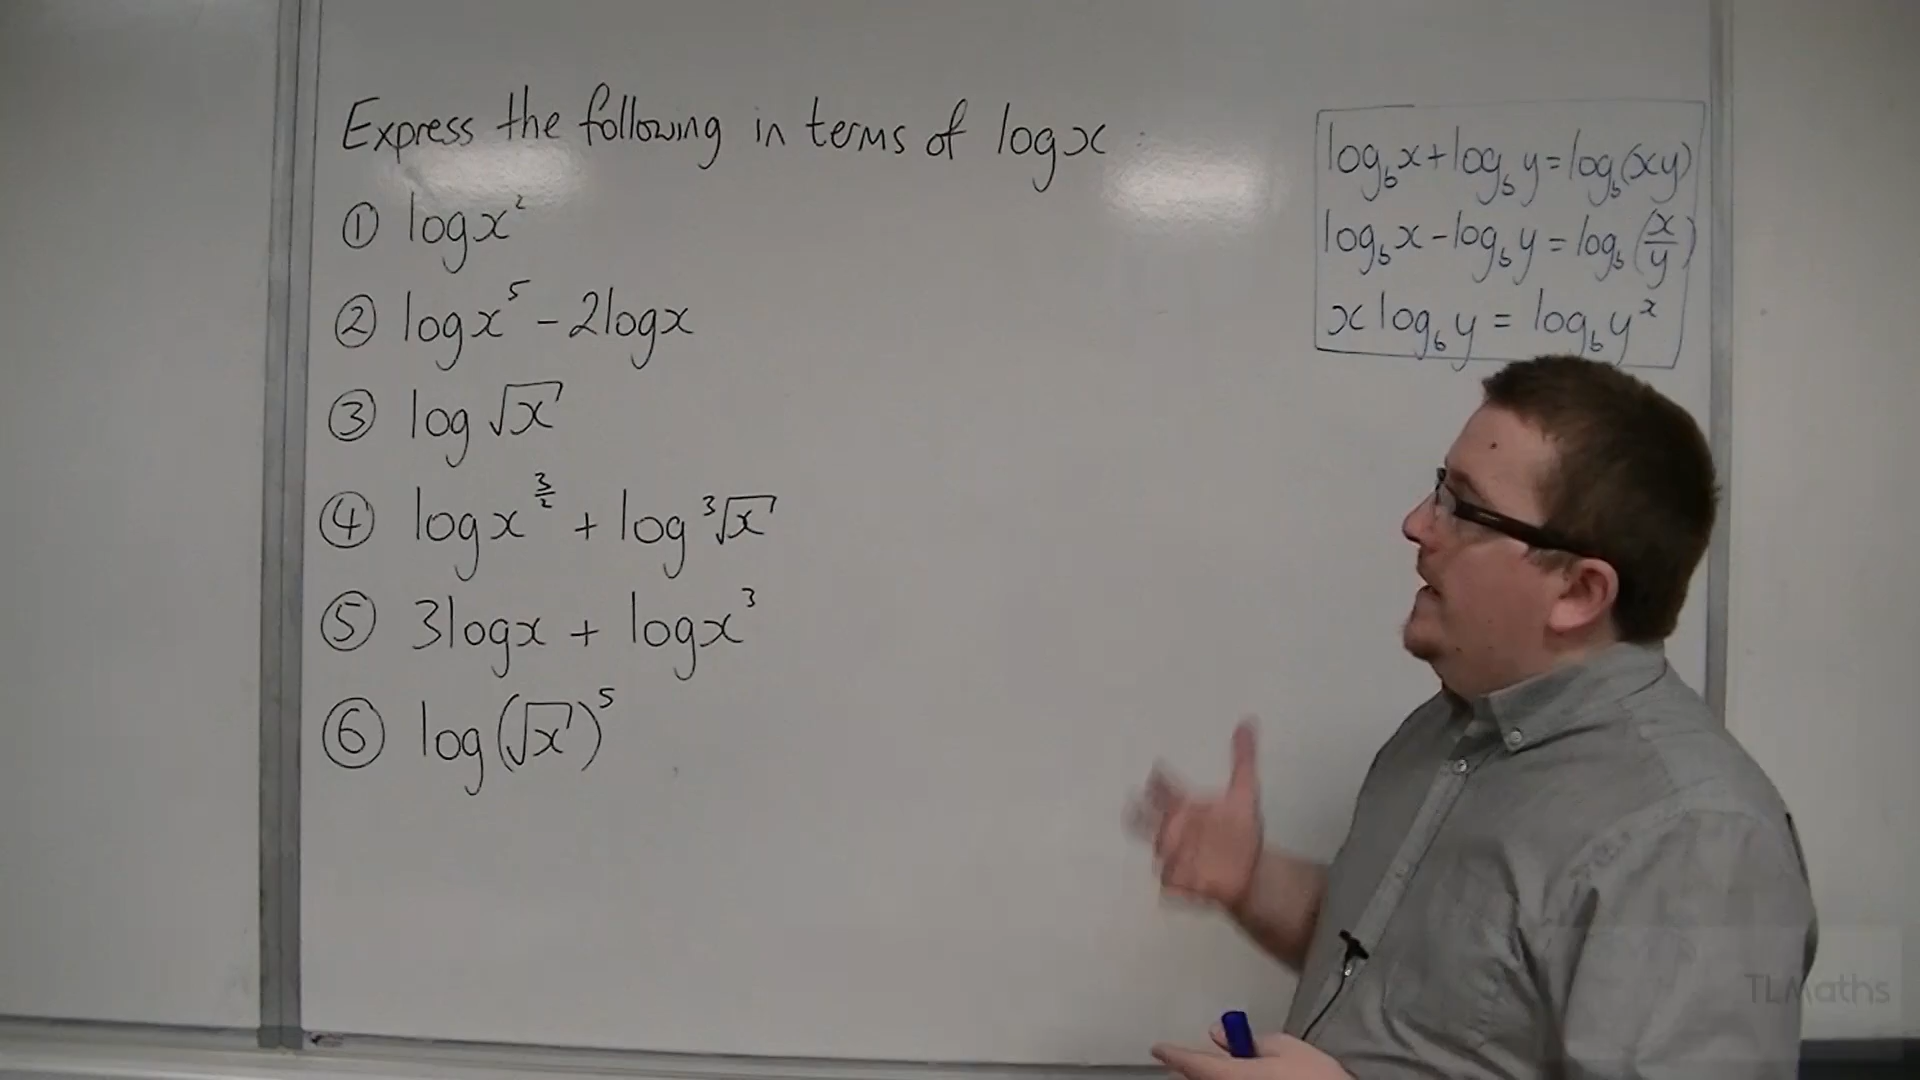 Express the following in terms of log x
① log x²
② log x⁵ - 2log x
③ log √x
④ log x^(3/2) + log ³√x
⑤ 3log x + log x³
⑥ log(√x)⁵
log_b x + log_b y = log_b(xy)
log_b x - log_b y = log_b(x/y)
x log_b y = log_b y^x
TLMaths